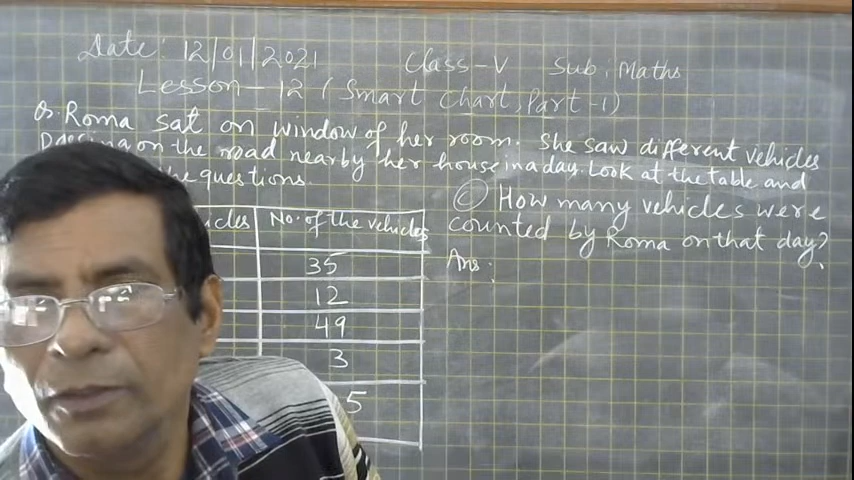 Date: 12/01/2021 Class-V Sub: Maths
Lesson-12 (Smart Chart, Part-1)
Q. Roma sat on window of her room. She saw different vehicles
passing on the road nearby her house in a day. Look at the table and
the questions.
No. of the vehicles
35
12
49
3
5
(C) How many vehicles were
counted by Roma on that day?
Ans: